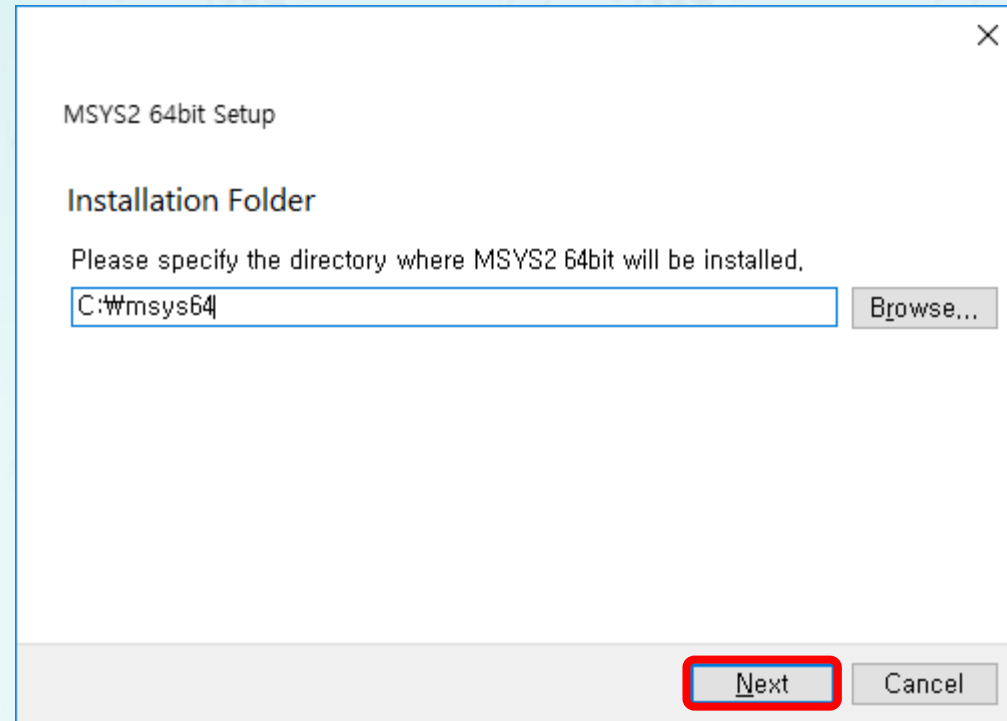 MSYS2 64bit Setup
Installation Folder
Please specify the directory where MSYS2 64bit will be installed.
C:₩msys64
Browse...
Next
Cancel